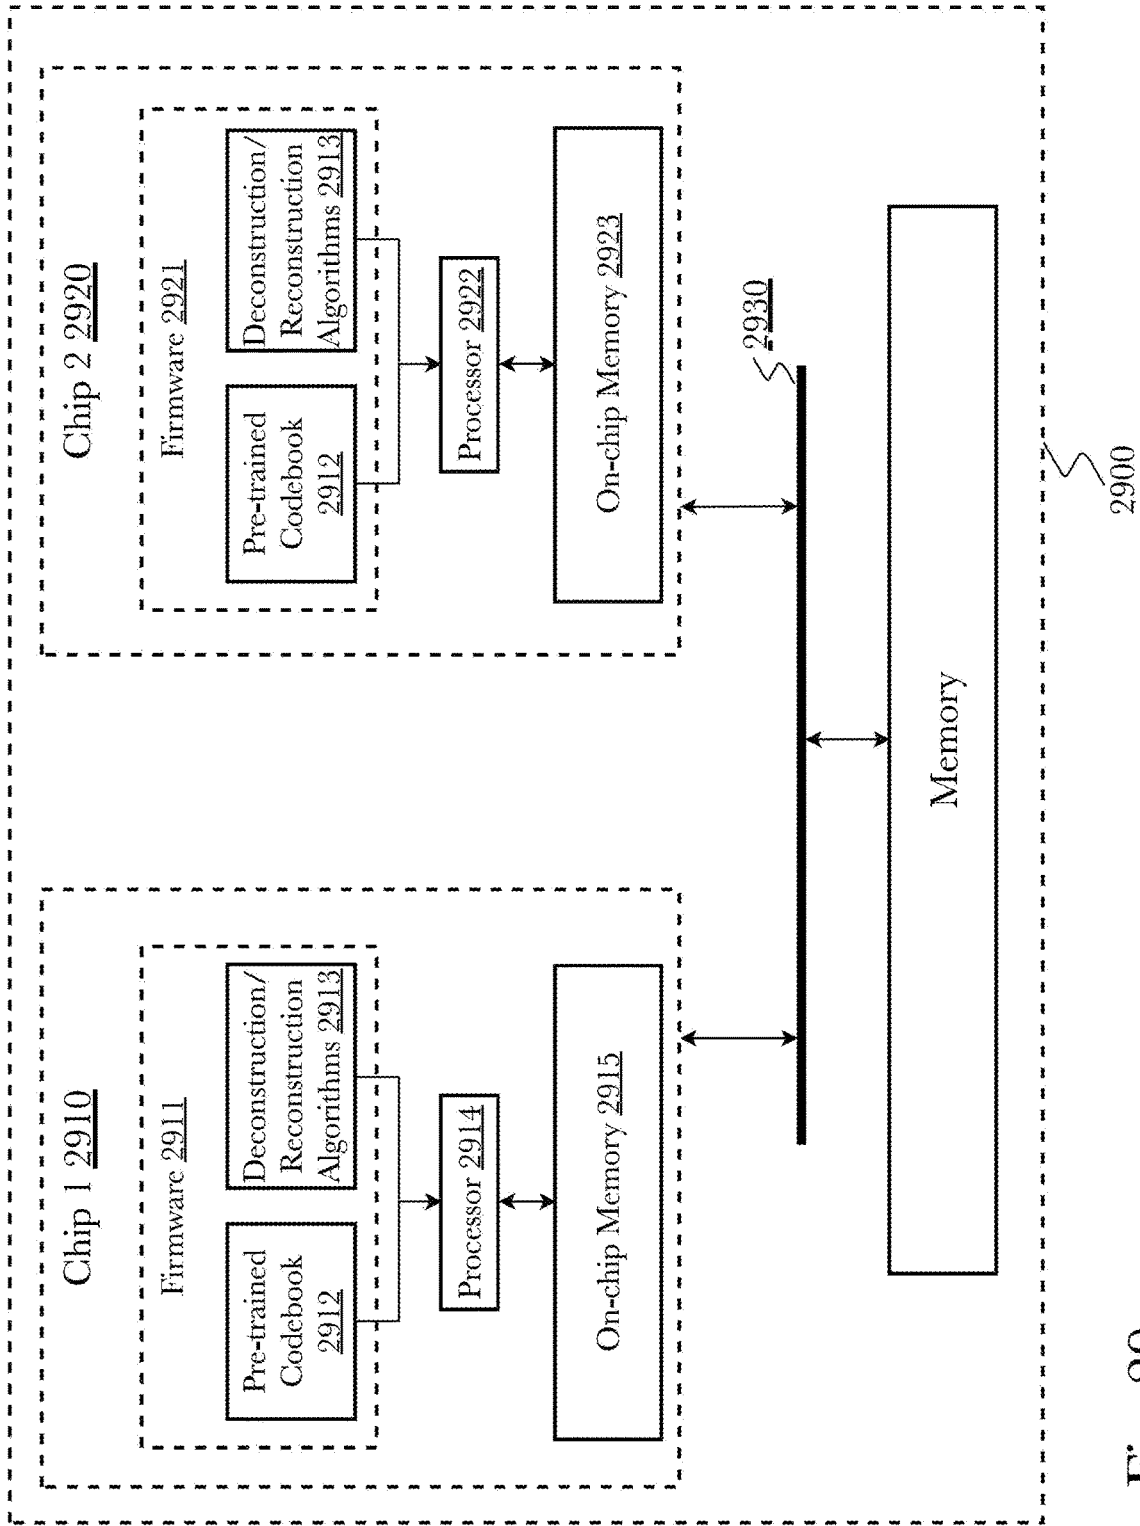 Chip 1 2910
Firmware 2911
Pre-trained
Codebook
2912
Deconstruction/
Reconstruction
Algorithms 2913
Processor 2914
On-chip Memory 2915
Chip 2 2920
Firmware 2921
Pre-trained
Codebook
2912
Deconstruction/
Reconstruction
Algorithms 2913
Processor 2922
On-chip Memory 2923
2930
Memory
2900